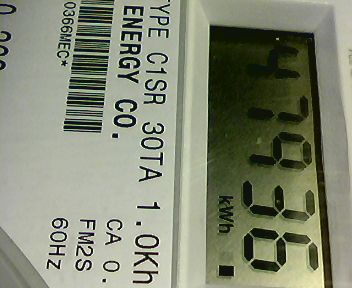 47936
kWh
TYPE C1SR 30TA 1.0Kh
ENERGY CO.
CA 0.
FM2S
60HZ
0366MEC*